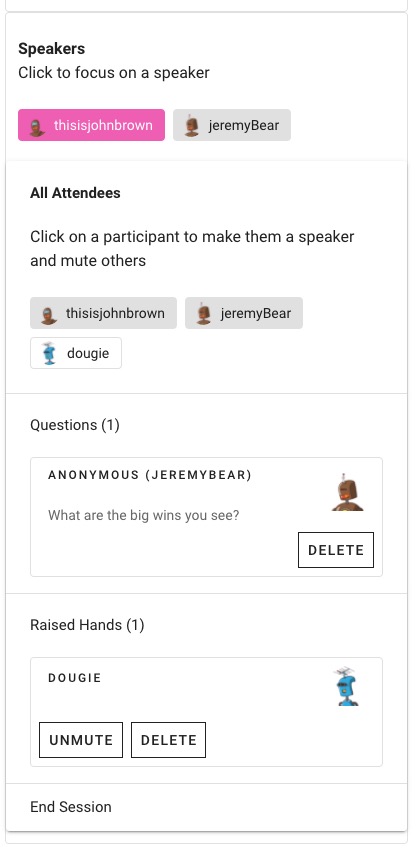 Speakers
Click to focus on a speaker
thisisjohnbrown
jeremyBear
All Attendees
Click on a participant to make them a speaker
and mute others
thisisjohnbrown
jeremyBear
dougie
Questions (1)
ANONYMOUS (JEREMYBEAR)
What are the big wins you see?
DELETE
Raised Hands (1)
DOUGIE
UNMUTE
DELETE
End Session